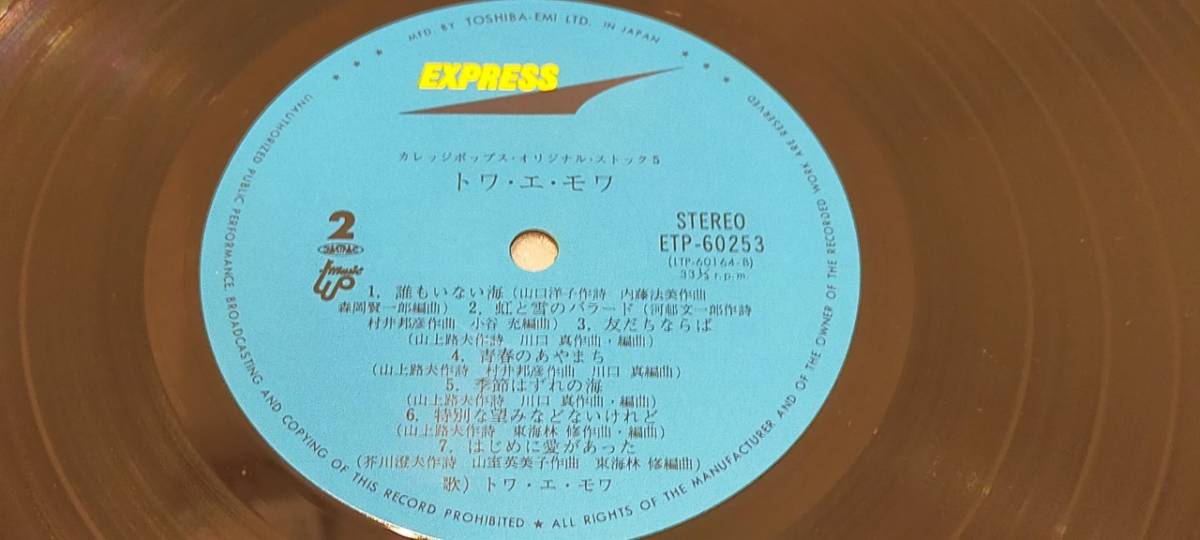 MFD. BY TOSHIBA-EMI LTD. IN JAPAN
EXPRESS
カレッジポップス・オリジナル・ストック5
トワ・エ・モワ
2
JASRAC
STEREO
ETP-60253
(LTP-60164-B)
33⅓ r.p.m.
1. 誰もいない海(山口洋子作詩 内藤法美作曲
森岡賢一郎編曲) 2. 虹と雪のバラード(河邨文一郎作詩
村井邦彦作曲 小谷 充編曲) 3. 友だちならば
(山上路夫作詩 川口 真作曲・編曲)
4. 青春のあやまち
(山上路夫作詩 村井邦彦作曲 川口 真編曲)
5. 季節はずれの海
(山上路夫作詩 川口 真作曲・編曲)
6. 特別な望みなどないけれど
(山上路夫作詩 東海林 修作曲・編曲)
7. はじめに愛があった
(芥川澄夫作詩 山室英美子作曲 東海林 修編曲)
歌) トワ・エ・モワ
UNAUTHORIZED PUBLIC PERFORMANCE, BROADCASTING AND COPYING OF THIS RECORD PROHIBITED ★ ALL RIGHTS OF THE MANUFACTURER AND OF THE OWNER OF THE RECORDED WORK ARE RESERVED